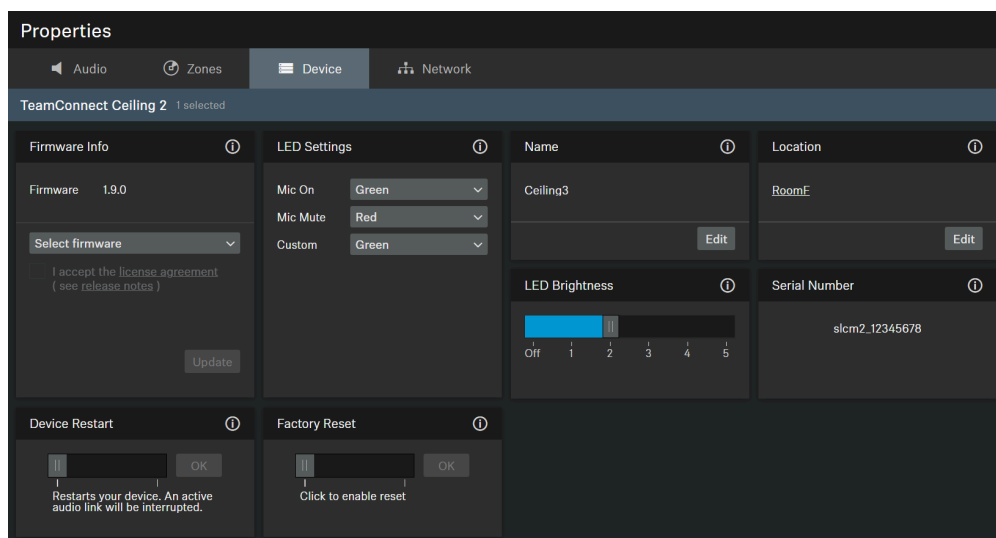 Properties
Audio Zones Device Network
TeamConnect Ceiling 2 1 selected
Firmware Info
Firmware 1.9.0
Select firmware
I accept the license agreement
( see release notes )
Update
LED Settings
Mic On Green
Mic Mute Red
Custom Green
Name
Ceiling3
Edit
Location
RoomF
Edit
LED Brightness
Off 1 2 3 4 5
Serial Number
slcm2_12345678
Device Restart
OK
Restarts your device. An active
audio link will be interrupted.
Factory Reset
OK
Click to enable reset